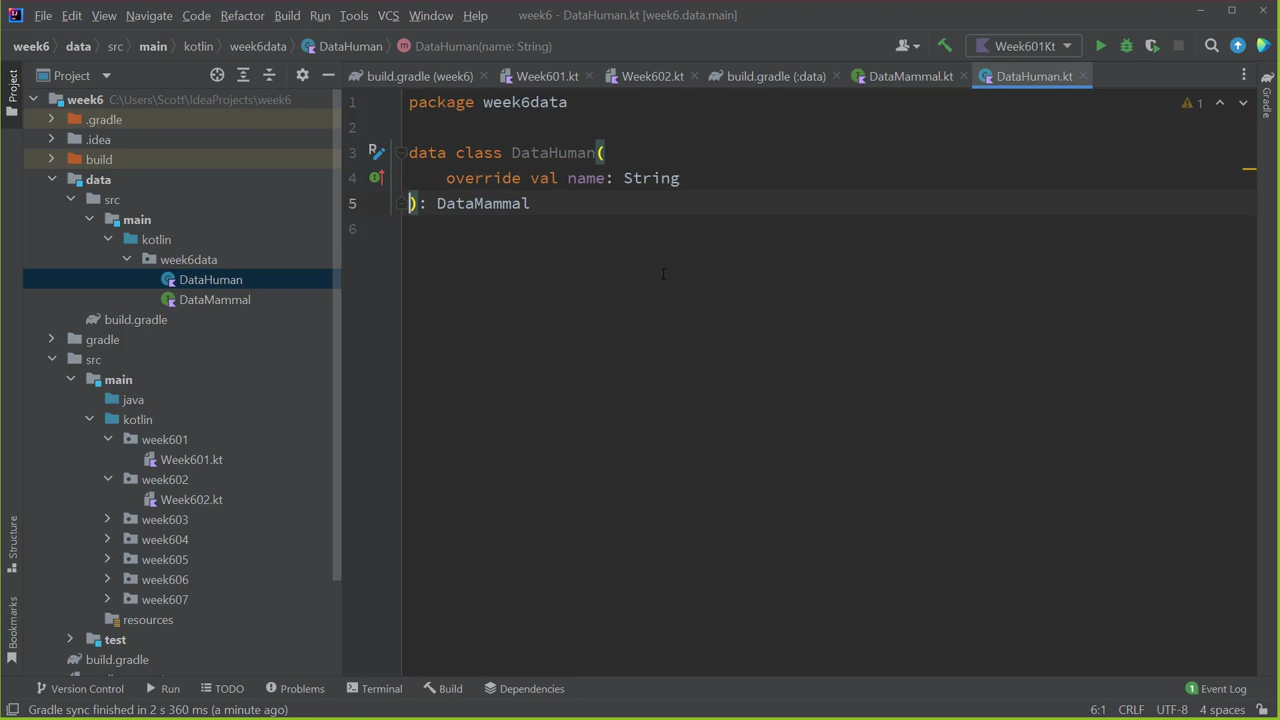 File Edit View Navigate Code Refactor Build Run Tools VCS Window Help week6 - DataHuman.kt [week6.data.main]
week6 data src main kotlin week6data DataHuman DataHuman(name: String) Week601Kt
Project build.gradle (week6) Week601.kt Week602.kt build.gradle (:data) DataMammal.kt DataHuman.kt
Project
Gradle
week6 C:\Users\Scott\IdeaProjects\week6
.gradle
.idea
build
data
src
main
kotlin
week6data
DataHuman
DataMammal
build.gradle
gradle
src
main
java
kotlin
week601
Week601.kt
week602
Week602.kt
week603
week604
week605
week606
week607
resources
test
build.gradle
Structure
Bookmarks
1 package week6data
2
3 data class DataHuman(
4 override val name: String
5 ): DataMammal
6
1
Version Control Run TODO Problems Terminal Build Dependencies 1 Event Log
Gradle sync finished in 2 s 360 ms (a minute ago) 6:1 CRLF UTF-8 4 spaces